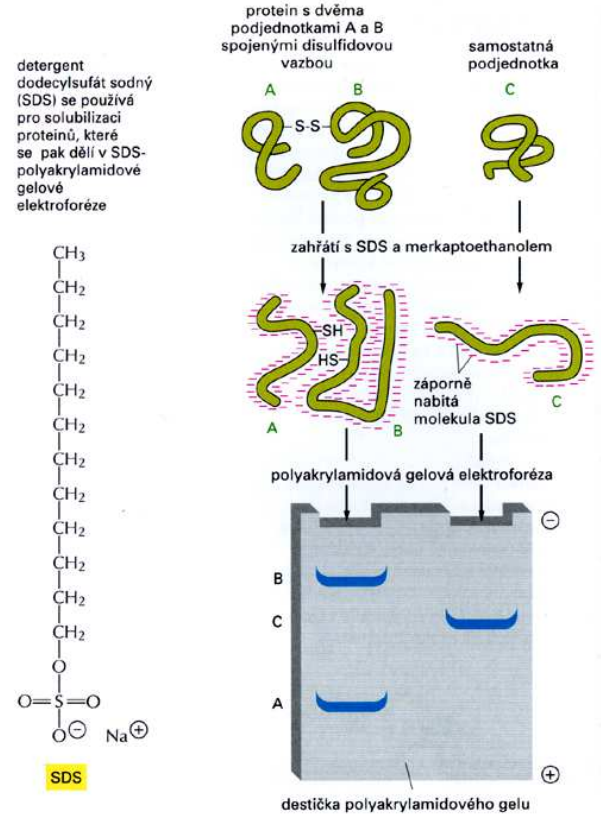 detergent
dodecylsufát sodný
(SDS) se používá
pro solubilizaci
proteinů, které
se pak dělí v SDS-
polyakrylamidové
gelové
elektroforéze
CH3
CH2
CH2
CH2
CH2
CH2
CH2
CH2
CH2
CH2
CH2
CH2
O
O=S=O
O⊖ Na⊕
SDS
protein s dvěma
podjednotkami A a B
spojenými disulfidovou
vazbou
samostatná
podjednotka
A B C
S-S
zahřátí s SDS a merkaptoethanolem
SH
HS
záporně
nabitá
molekula SDS
A B C
polyakrylamidová gelová elektroforéza
⊖
B
C
A
⊕
destička polyakrylamidového gelu